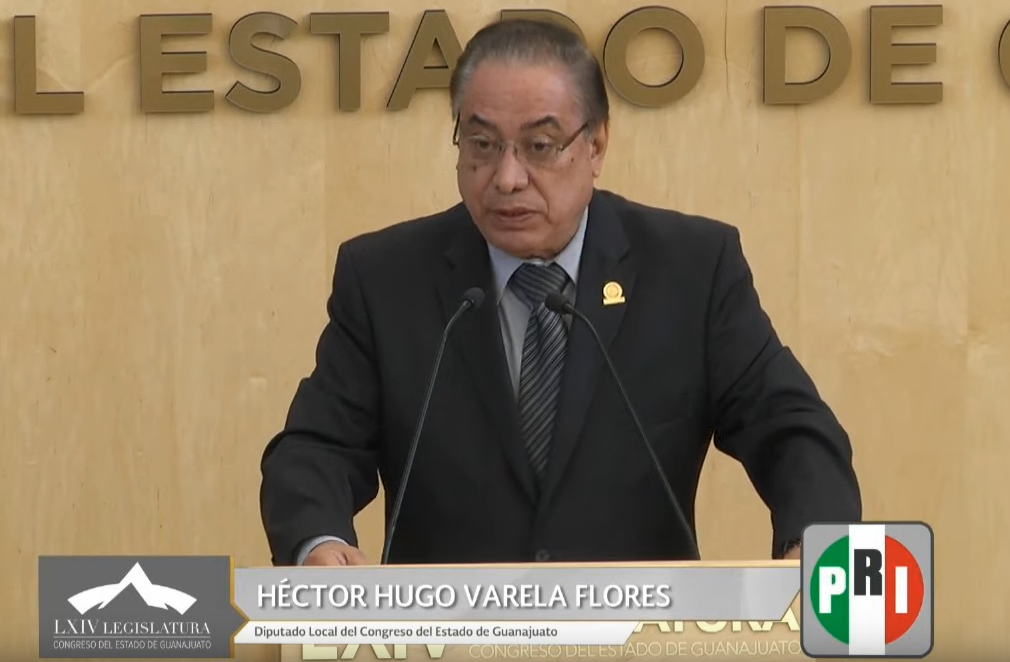 L ESTADO DE
HÉCTOR HUGO VARELA FLORES
Diputado Local del Congreso del Estado de Guanajuato
LXIV LEGISLATURA
CONGRESO DEL ESTADO DE GUANAJUATO
PRI
LXIV
CONGRESO DEL ESTADO DE GUANAJUATO